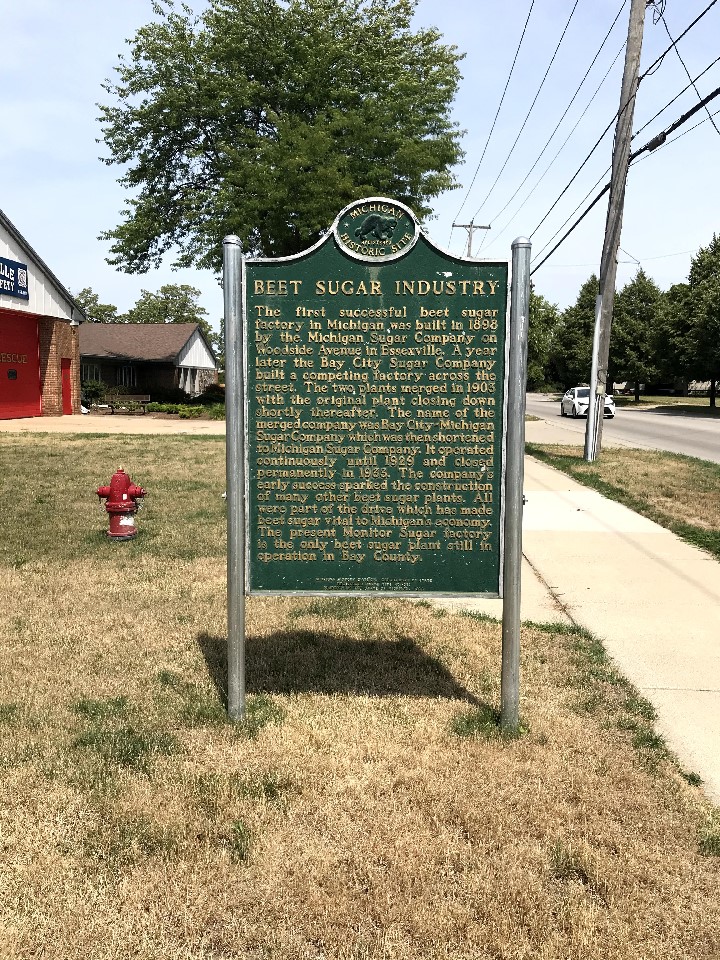 MICHIGAN
HISTORIC SITE
BEET SUGAR INDUSTRY
The first successful beet sugar
factory in Michigan was built in 1898
by the Michigan Sugar Company on
Woodside Avenue in Essexville. A year
later the Bay City Sugar Company
built a competing factory across the
street. The two plants merged in 1903
with the original plant closing down
shortly thereafter. The name of the
merged company was Bay City-Michigan
Sugar Company which was then shortened
to Michigan Sugar Company. It operated
continuously until 1929 and closed
permanently in 1933. The company's
early success sparked the construction
of many other beet sugar plants. All
were part of the drive which has made
beet sugar vital to Michigan's economy.
The present Monitor Sugar factory
is the only beet sugar plant still in
operation in Bay County.
LLE
FETY
RESCUE